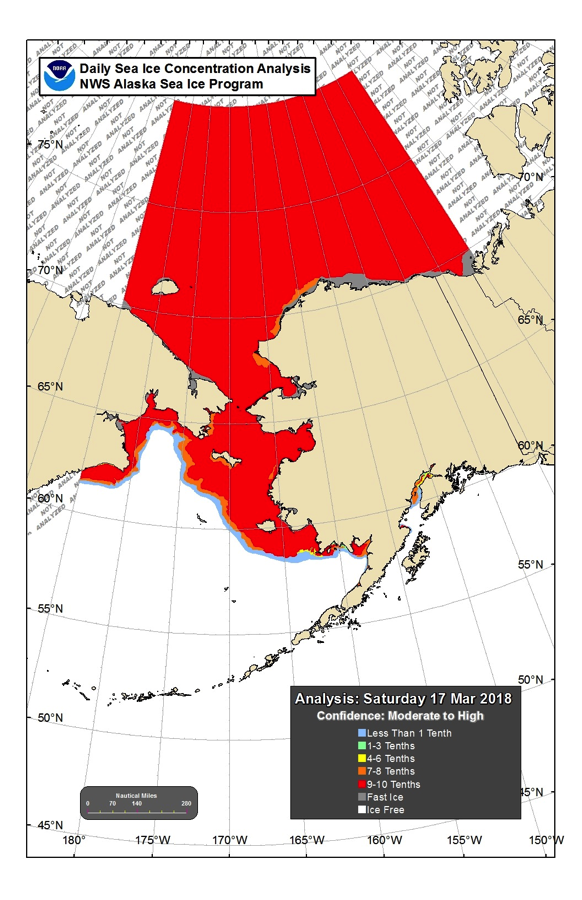 NOAA
Daily Sea Ice Concentration Analysis
NWS Alaska Sea Ice Program
NOT ANALYZED
75°N
70°N
70°N
65°N
65°N
60°N
60°N
55°N
55°N
50°N
50°N
45°N
45°N
Analysis: Saturday 17 Mar 2018
Confidence: Moderate to High
Less Than 1 Tenth
1-3 Tenths
4-6 Tenths
7-8 Tenths
9-10 Tenths
Fast Ice
Ice Free
Nautical Miles
0 70 140 280
180° 175°W 170°W 165°W 160°W 155°W 150°W